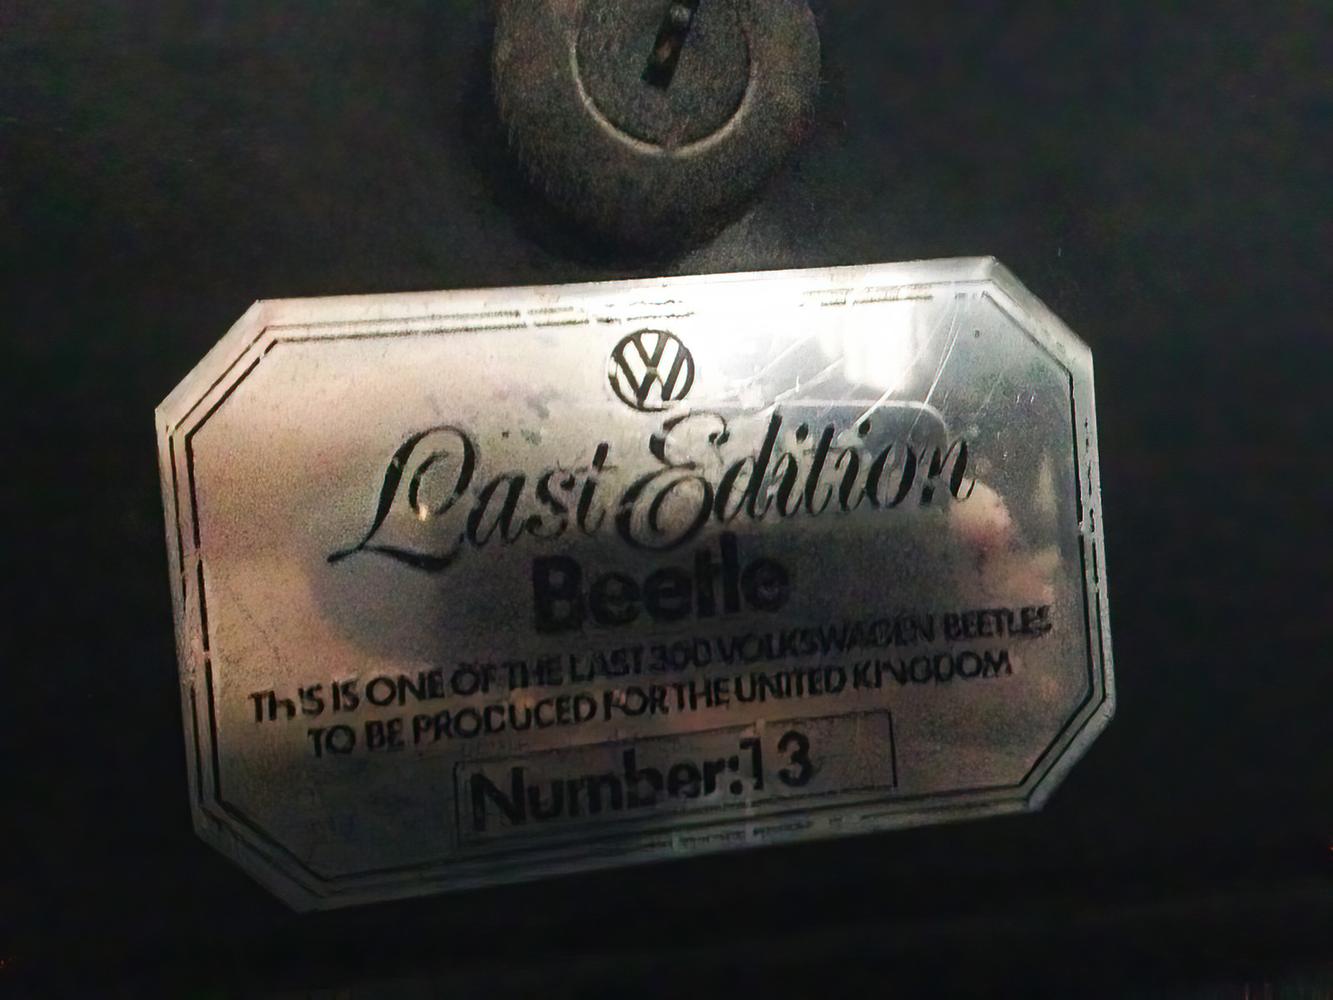 Last Edition
Beetle
THIS IS ONE OF THE LAST 300 VOLKSWAGEN BEETLES
TO BE PRODUCED FOR THE UNITED KINGDOM
Number:13